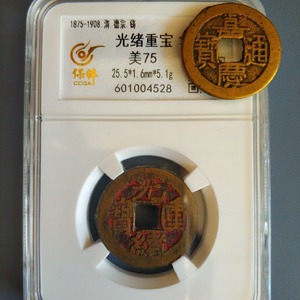 1875-1908 清 德宗 铸
光绪重宝
美75
25.5*1.6mm*5.1g
601004528
保粹
CCGA
嘉慶通寶
光緒重寶